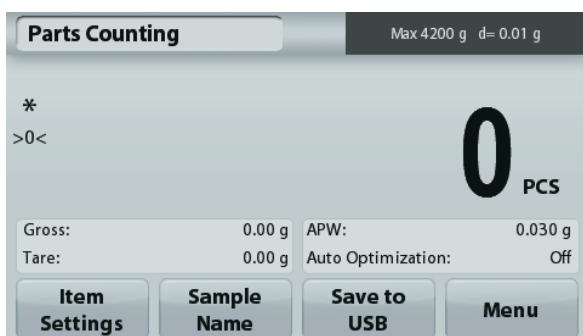 Parts Counting
Max 4200 g d= 0.01 g
*
>0<
0 PCS
Gross: 0.00 g
Tare: 0.00 g
APW: 0.030 g
Auto Optimization: Off
Item
Settings
Sample
Name
Save to
USB
Menu